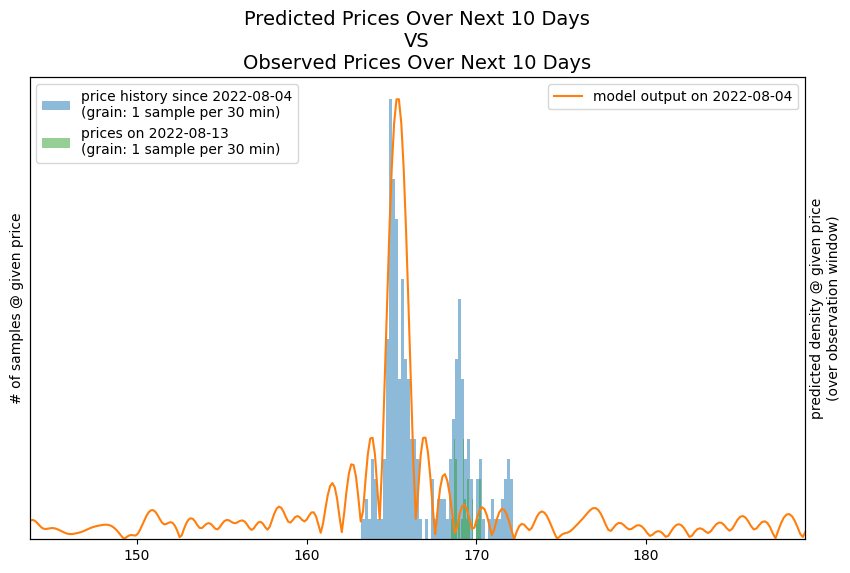 Predicted Prices Over Next 10 Days
VS
Observed Prices Over Next 10 Days
price history since 2022-08-04
(grain: 1 sample per 30 min)
prices on 2022-08-13
(grain: 1 sample per 30 min)
model output on 2022-08-04
# of samples @ given price
predicted density @ given price
(over observation window)
150
160
170
180